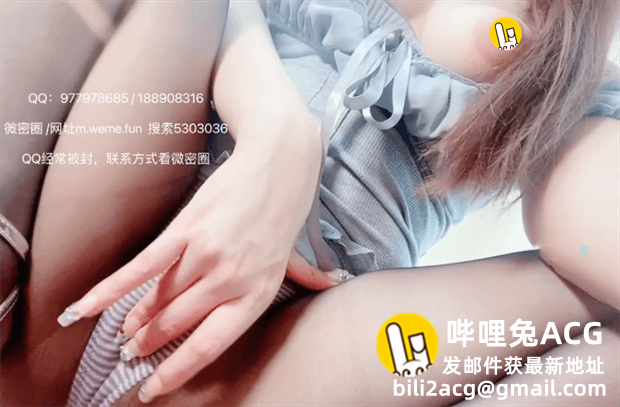 QQ：977978685/188908316
微密圈/网址m.weme.fun 搜索5303036
QQ经常被封，联系方式看微密圈
哔哩兔ACG
发邮件获最新地址
bili2acg@gmail.com